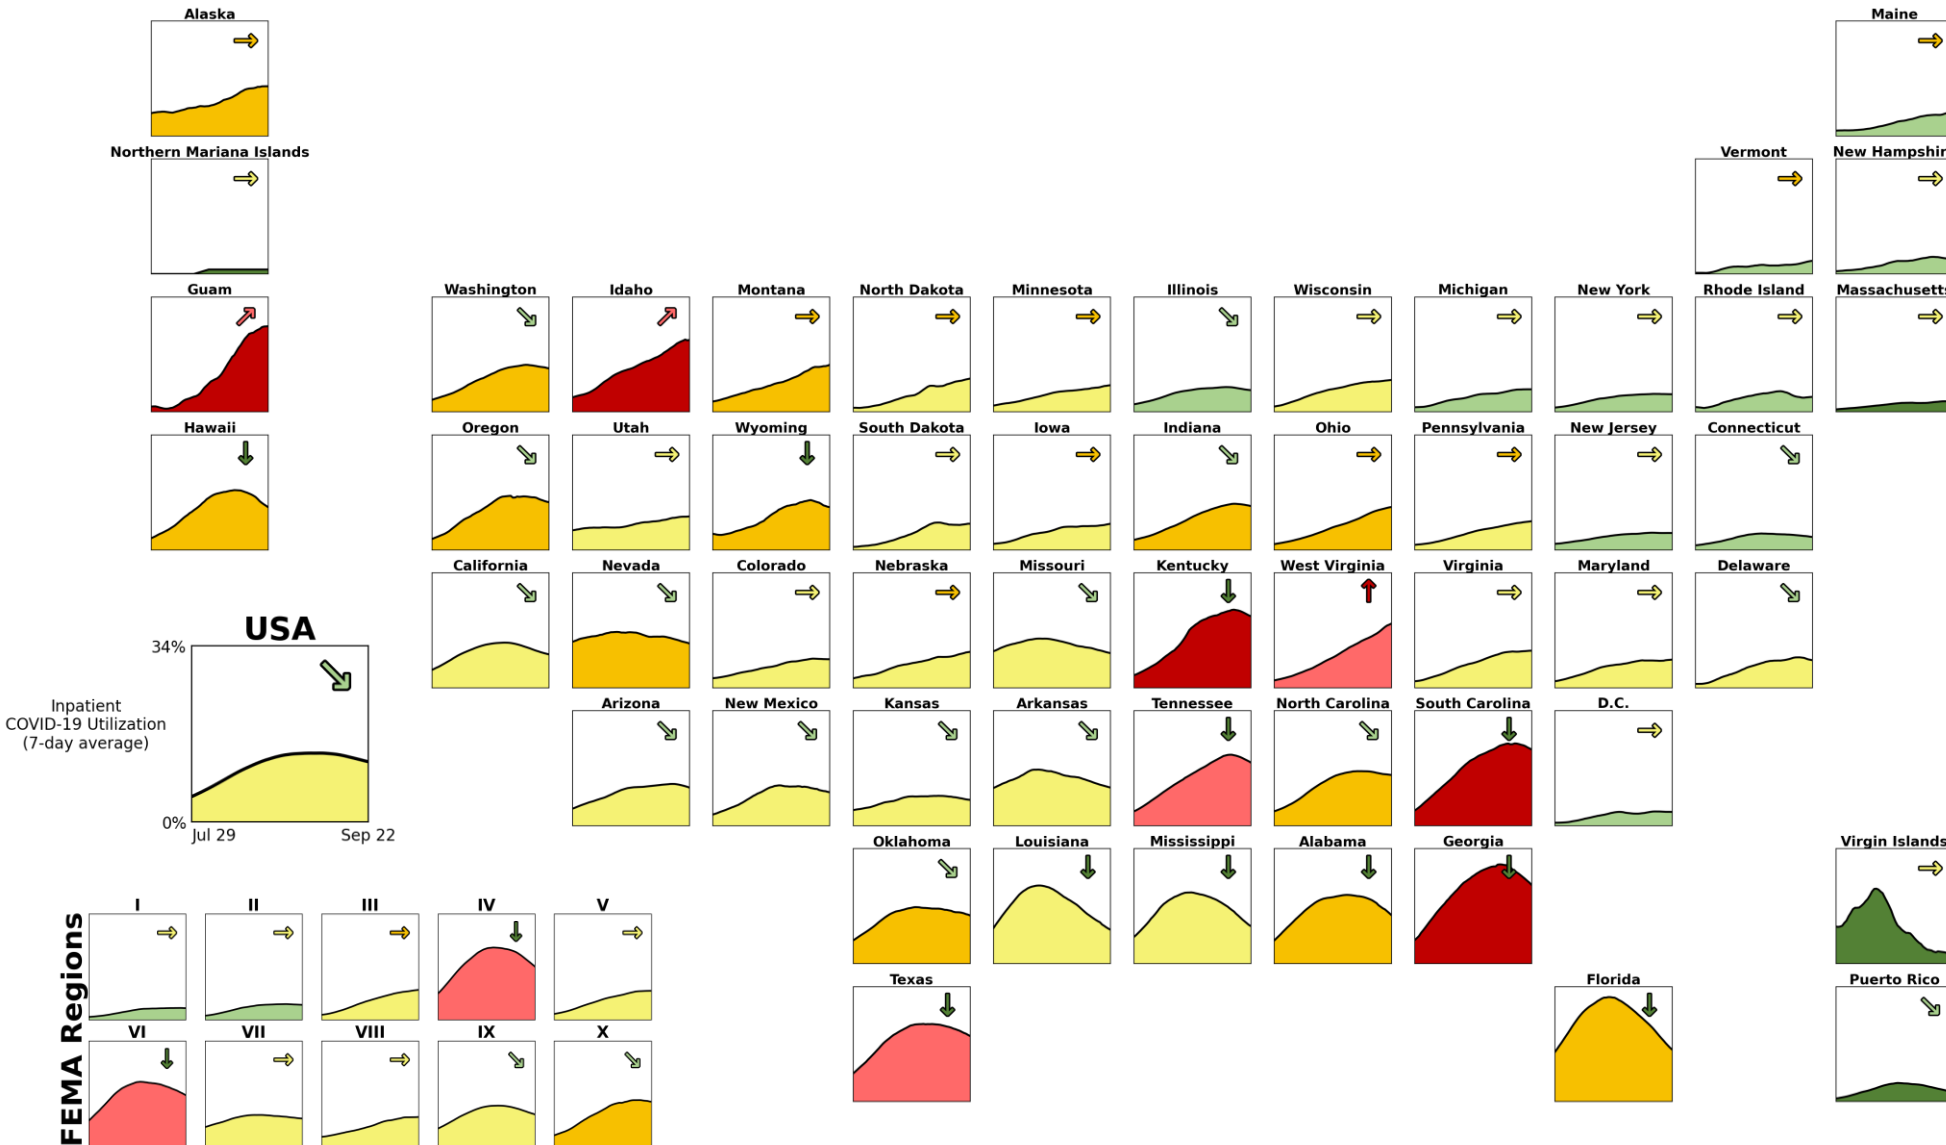 Alaska
Maine
Northern Mariana Islands
Vermont
New Hampshir
Guam
Washington
Idaho
Montana
North Dakota
Minnesota
Illinois
Wisconsin
Michigan
New York
Rhode Island
Massachusetts
Hawaii
Oregon
Utah
Wyoming
South Dakota
Iowa
Indiana
Ohio
Pennsylvania
New Jersey
Connecticut
California
Nevada
Colorado
Nebraska
Missouri
Kentucky
West Virginia
Virginia
Maryland
Delaware
USA
34%
Inpatient
COVID-19 Utilization
(7-day average)
0%
Jul 29
Sep 22
Arizona
New Mexico
Kansas
Arkansas
Tennessee
North Carolina
South Carolina
D.C.
Oklahoma
Louisiana
Mississippi
Alabama
Georgia
Virgin Islands
Texas
Florida
Puerto Rico
FEMA Regions
I
II
III
IV
V
VI
VII
VIII
IX
X